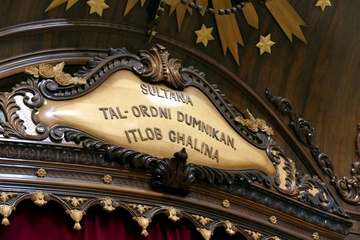 SULTANA
TAL-ORDNI DUMNIKAN,
ITLOB GHALINA